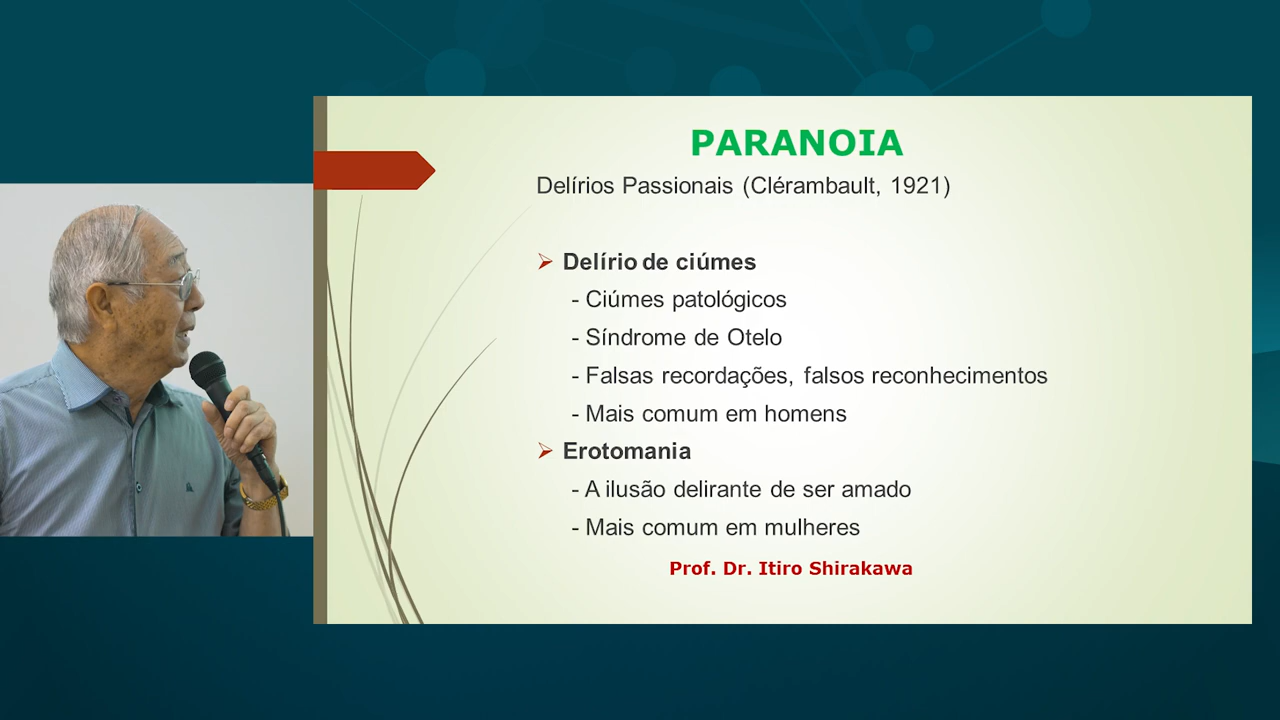 PARANOIA
Delírios Passionais (Clérambault, 1921)
➢ Delírio de ciúmes
- Ciúmes patológicos
- Síndrome de Otelo
- Falsas recordações, falsos reconhecimentos
- Mais comum em homens
➢ Erotomania
- A ilusão delirante de ser amado
- Mais comum em mulheres
Prof. Dr. Itiro Shirakawa